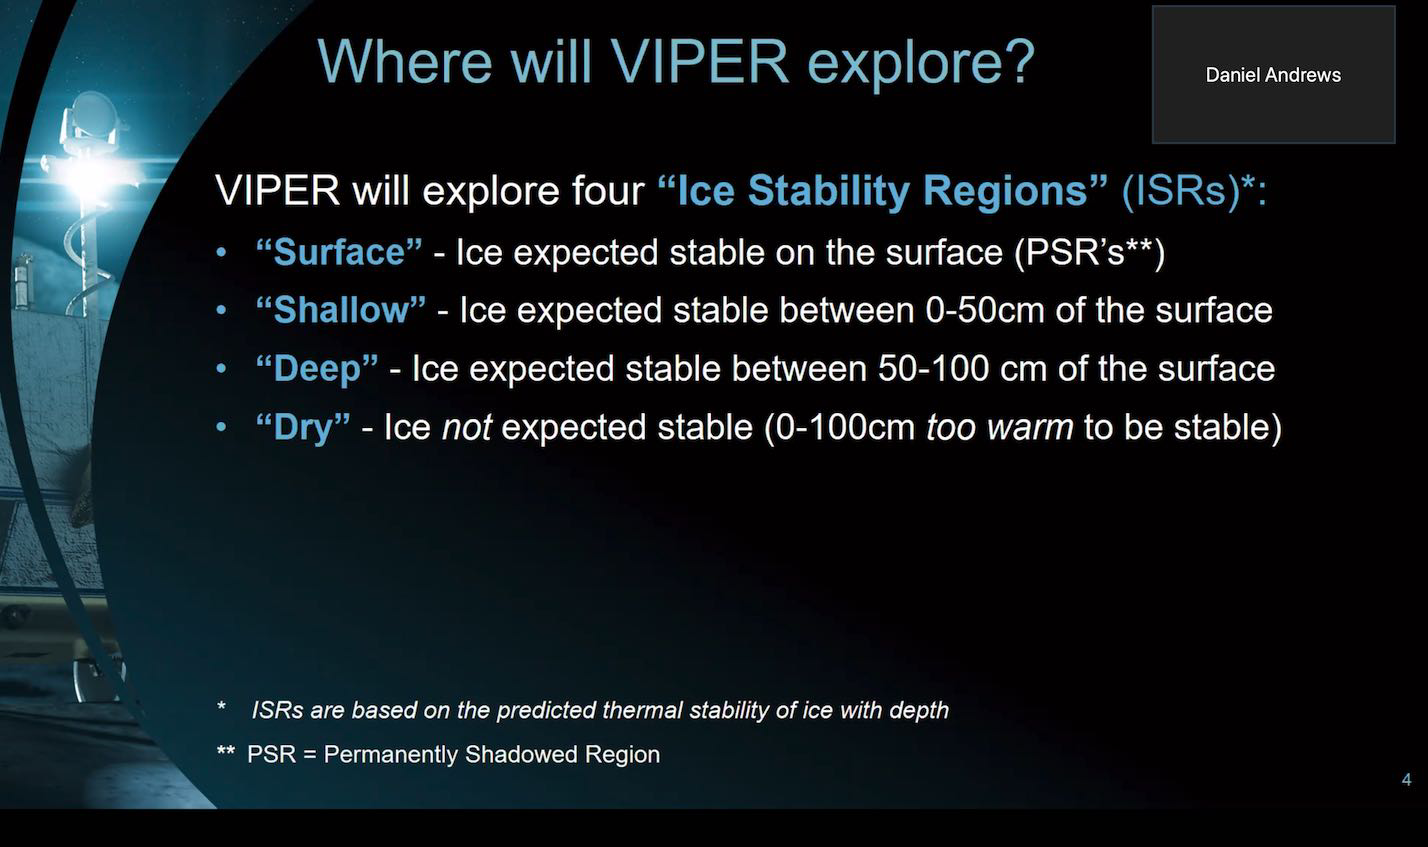 Where will VIPER explore?
Daniel Andrews
VIPER will explore four “Ice Stability Regions” (ISRs)*:
• “Surface” - Ice expected stable on the surface (PSR’s**)
• “Shallow” - Ice expected stable between 0-50cm of the surface
• “Deep” - Ice expected stable between 50-100 cm of the surface
• “Dry” - Ice not expected stable (0-100cm too warm to be stable)
* ISRs are based on the predicted thermal stability of ice with depth
** PSR = Permanently Shadowed Region
4